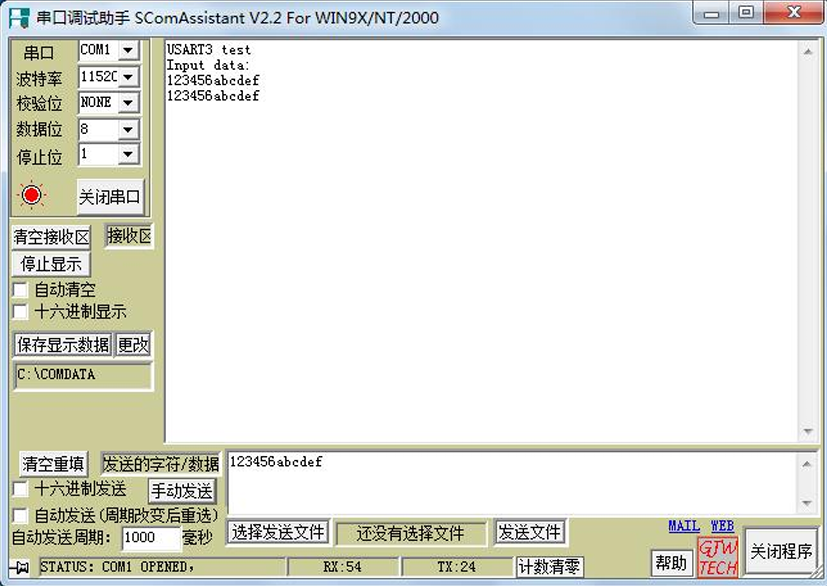 串口调试助手 SComAssistant V2.2 For WIN9X/NT/2000
串口 COM1
波特率 11520
校验位 NONE
数据位 8
停止位 1
关闭串口
清空接收区 接收区
停止显示
自动清空
十六进制显示
保存显示数据 更改
C:\COMDATA
USART3 test
Input data:
123456abcdef
123456abcdef
清空重填 发送的字符/数据 123456abcdef
十六进制发送 手动发送
自动发送(周期改变后重选)
自动发送周期: 1000 毫秒
选择发送文件 还没有选择文件 发送文件
MAIL WEB
帮助 GJW TECH 关闭程序
STATUS: COM1 OPENED, RX:54 TX:24 计数清零